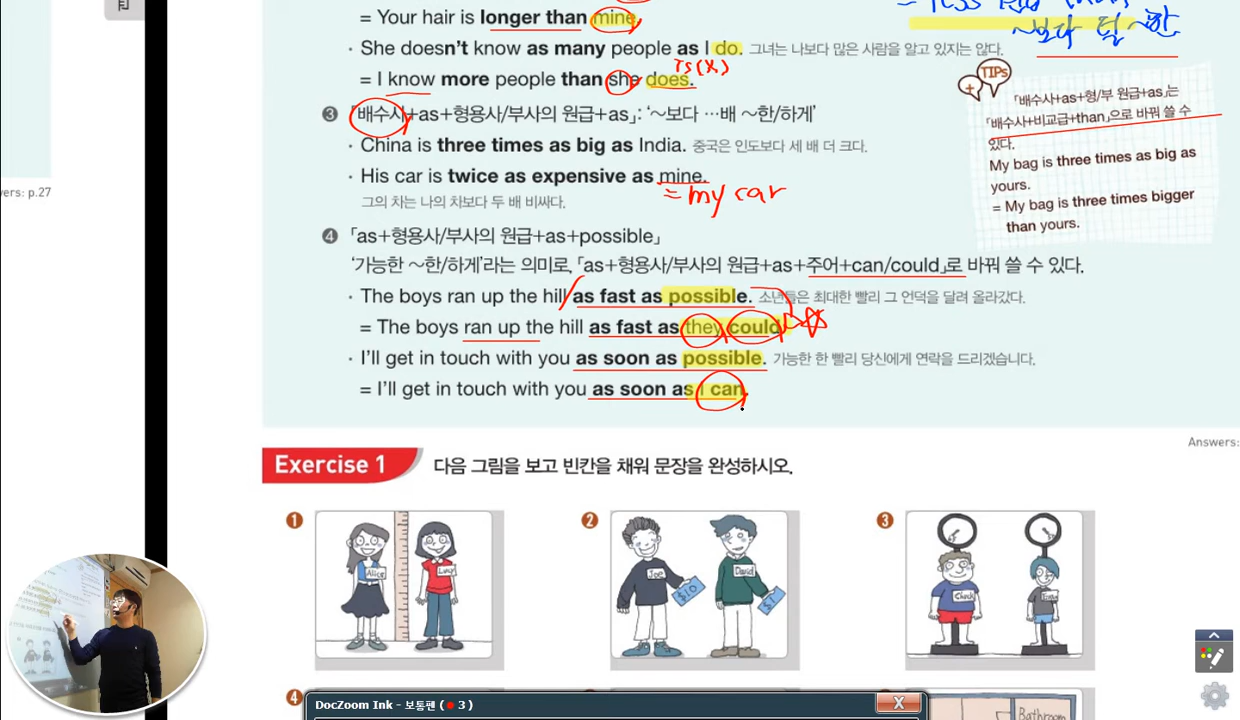 = Your hair is longer than mine.
· She doesn't know as many people as I do. 그녀는 나보다 많은 사람을 알고 있지는 않다.
is(X)
= I know more people than she does.
~보다 덜 ~한
TIPs
「배수사+as+형/부 원급+as」는
「배수사+비교급+than」으로 바꿔 쓸 수
있다.
My bag is three times as big as
yours.
= My bag is three times bigger
than yours.
❸ 「배수사+as+형용사/부사의 원급+as」: '~보다 …배 ~한/하게'
· China is three times as big as India. 중국은 인도보다 세 배 더 크다.
· His car is twice as expensive as mine.
= my car
그의 차는 나의 차보다 두 배 비싸다.
❹ 「as+형용사/부사의 원급+as+possible」
'가능한 ~한/하게'라는 의미로, 「as+형용사/부사의 원급+as+주어+can/could」로 바꿔 쓸 수 있다.
· The boys ran up the hill as fast as possible. 소년들은 최대한 빨리 그 언덕을 달려 올라갔다.
= The boys ran up the hill as fast as they could
· I'll get in touch with you as soon as possible. 가능한 한 빨리 당신에게 연락을 드리겠습니다.
= I'll get in touch with you as soon as I can.
wers: p.27
Answers:
Exercise 1 다음 그림을 보고 빈칸을 채워 문장을 완성하시오.
❶ ❷ ❸
Alice Lucy
Joe $10 David $1
Chuck
❹
Bathroom
DocZoom Ink - 보통펜 ( 3 )
X